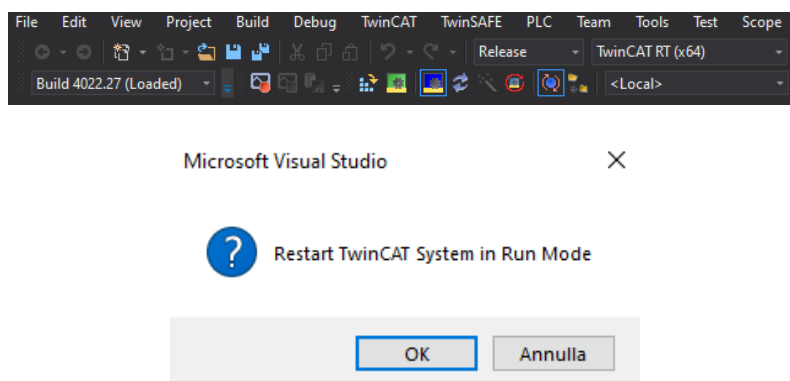 File Edit View Project Build Debug TwinCAT TwinSAFE PLC Team Tools Test Scope
Release TwinCAT RT (x64)
Build 4022.27 (Loaded) <Local>
Microsoft Visual Studio
Restart TwinCAT System in Run Mode
OK Annulla